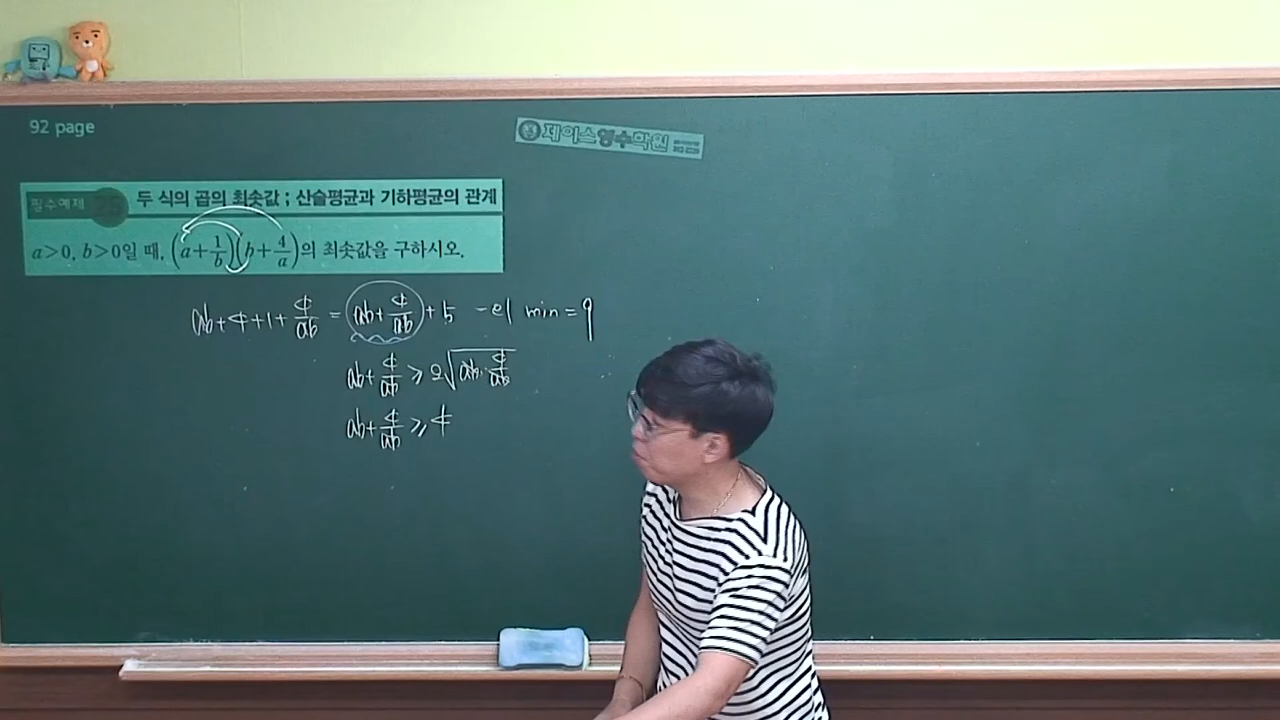 92 page
제이스영수학원
필수예제 두 식의 곱의 최솟값 ; 산술평균과 기하평균의 관계
a>0, b>0일 때, (a+1/b)(b+4/a)의 최솟값을 구하시오.
ab+4+1+4/ab = ab+4/ab+5 -의 min=9
ab+4/ab ≥ 2√(ab·4/ab)
ab+4/ab ≥ 4